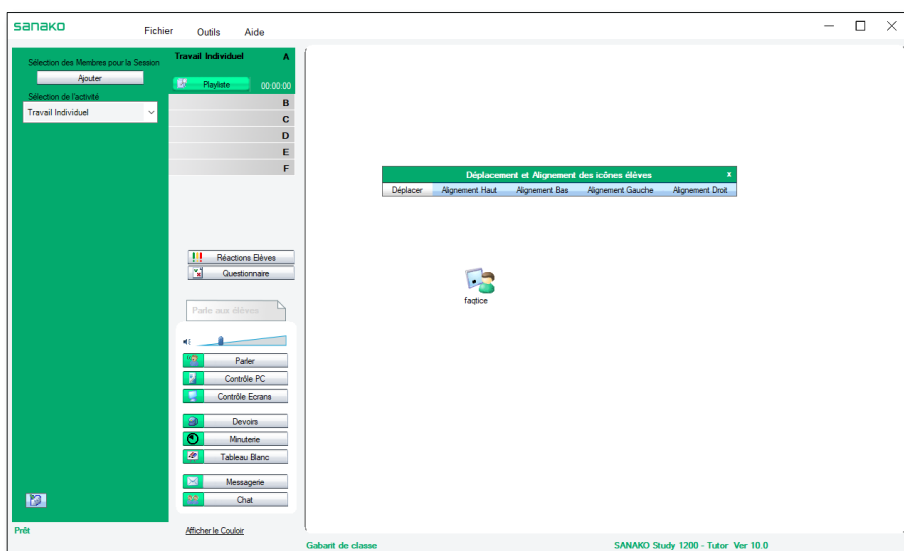 sanako
Fichier Outils Aide
Sélection des Membres pour la Session
Ajouter
Sélection de l'activité
Travail Individuel
Travail Individuel A
Playliste 00:00:00
B
C
D
E
F
Réactions Elèves
Questionnaire
Parle aux élèves
Parler
Contrôle PC
Contrôle Ecrans
Devoirs
Minuterie
Tableau Blanc
Messagerie
Chat
Afficher le Couloir
Prêt
Déplacement et Alignement des icônes élèves x
Déplacer Alignement Haut Alignement Bas Alignement Gauche Alignement Droit
faqtice
Gabarit de classe
SANAKO Study 1200 - Tutor Ver 10.0